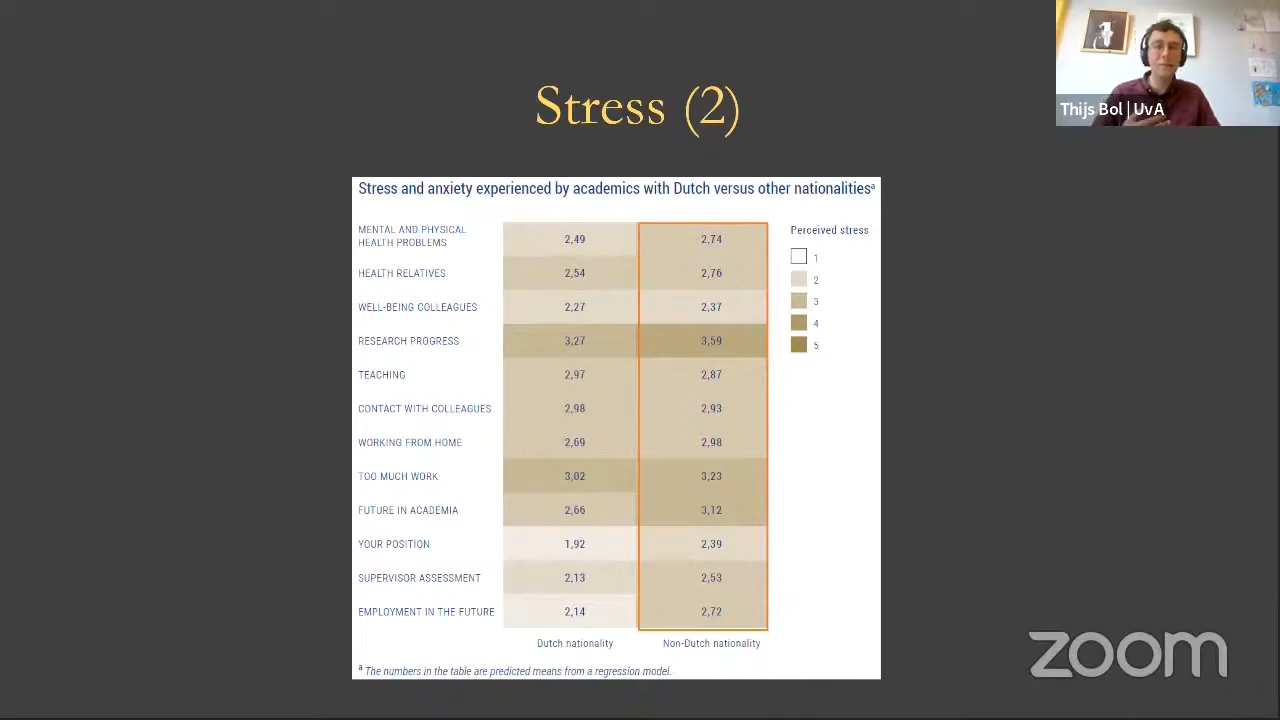 Stress (2)
Thijs Bol | UvA
Stress and anxiety experienced by academics with Dutch versus other nationalitiesª
MENTAL AND PHYSICAL
HEALTH PROBLEMS 2,49 2,74
HEALTH RELATIVES 2,54 2,76
WELL-BEING COLLEAGUES 2,27 2,37
RESEARCH PROGRESS 3,27 3,59
TEACHING 2,97 2,87
CONTACT WITH COLLEAGUES 2,98 2,93
WORKING FROM HOME 2,69 2,98
TOO MUCH WORK 3,02 3,23
FUTURE IN ACADEMIA 2,66 3,12
YOUR POSITION 1,92 2,39
SUPERVISOR ASSESSMENT 2,13 2,53
EMPLOYMENT IN THE FUTURE 2,14 2,72
Dutch nationality Non-Dutch nationality
Perceived stress
1
2
3
4
5
ª The numbers in the table are predicted means from a regression model.
zoom